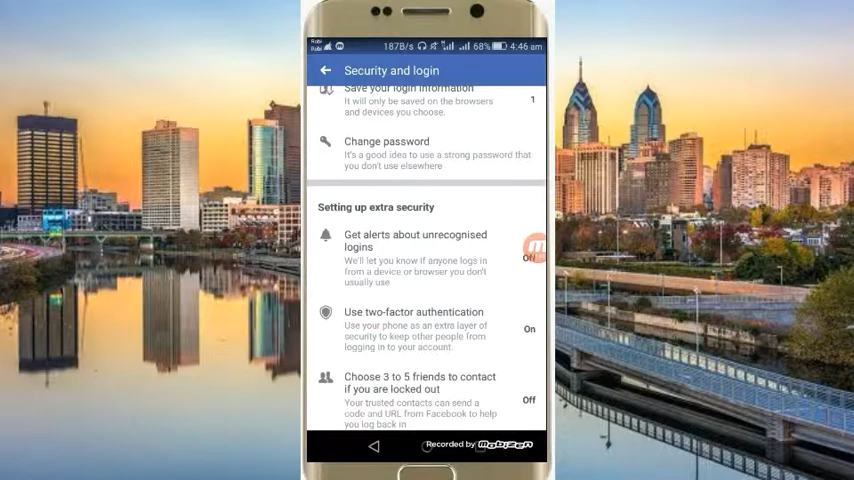 Robi
Robi
187B/s 68% 4:46 am
Security and login
Save your login information
It will only be saved on the browsers
and devices you choose.
1
Change password
It's a good idea to use a strong password that
you don't use elsewhere
Setting up extra security
Get alerts about unrecognised
logins
We'll let you know if anyone logs in
from a device or browser you don't
usually use
Use two-factor authentication
Use your phone as an extra layer of
security to keep other people from
logging in to your account.
On
Choose 3 to 5 friends to contact
if you are locked out
Your trusted contacts can send a
code and URL from Facebook to help
you log back in
Off
Recorded by Mobizen